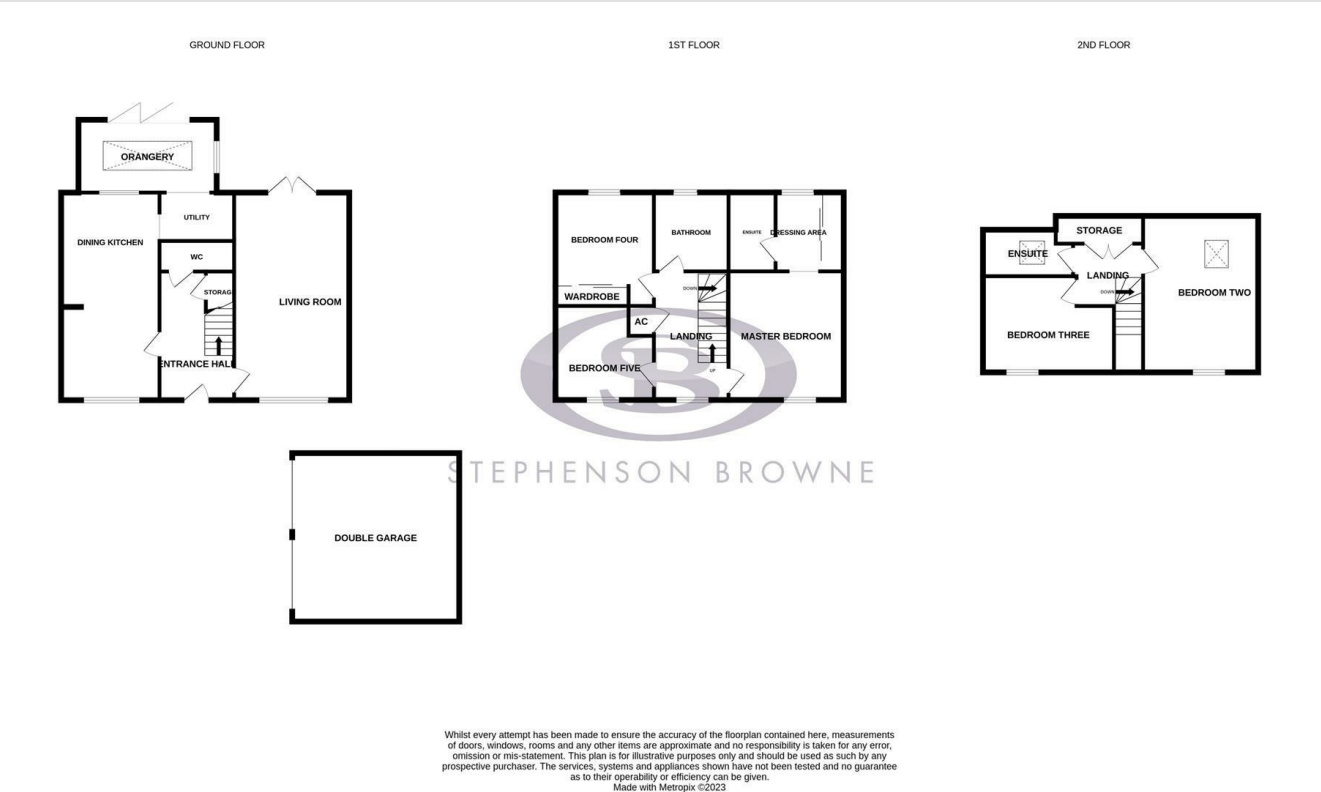 GROUND FLOOR
1ST FLOOR
2ND FLOOR
ORANGERY
UTILITY
DINING KITCHEN
WC
STORAG
LIVING ROOM
ENTRANCE HALL
DOUBLE GARAGE
BEDROOM FOUR
BATHROOM
ENSUITE
DRESSING AREA
WARDROBE
DOWN
AC
LANDING
MASTER BEDROOM
BEDROOM FIVE
UP
STORAGE
ENSUITE
LANDING
DOWN
BEDROOM TWO
BEDROOM THREE
SB
STEPHENSON BROWNE
Whilst every attempt has been made to ensure the accuracy of the floorplan contained here, measurements
of doors, windows, rooms and any other items are approximate and no responsibility is taken for any error,
omission or mis-statement. This plan is for illustrative purposes only and should be used as such by any
prospective purchaser. The services, systems and appliances shown have not been tested and no guarantee
as to their operability or efficiency can be given.
Made with Metropix ©2023